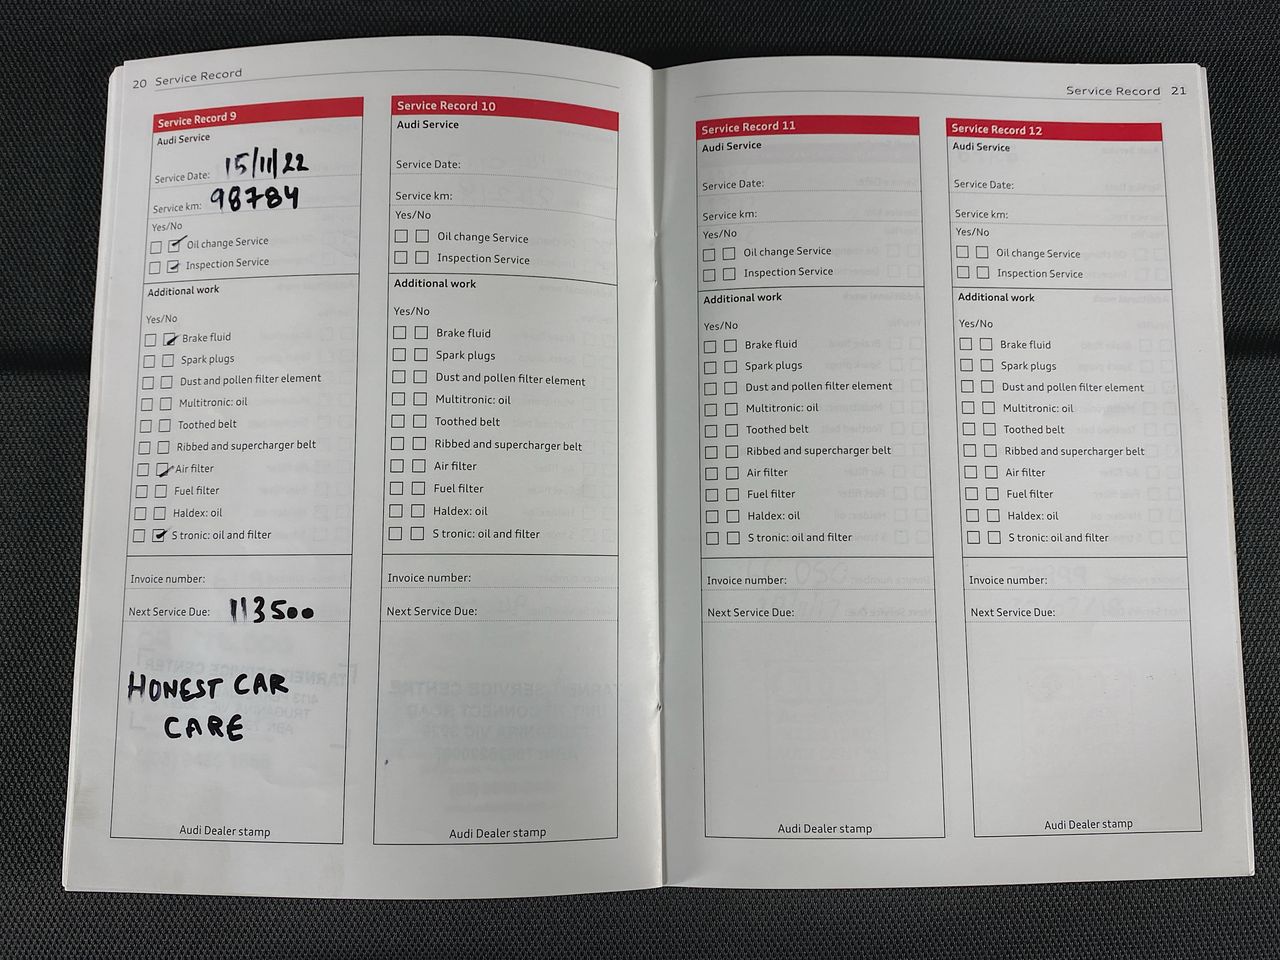 20 Service Record
Service Record 9
Audi Service
Service Date: 15/11/22
Service km: 98784
Yes/No
Oil change Service
Inspection Service
Additional work
Yes/No
Brake fluid
Spark plugs
Dust and pollen filter element
Multitronic: oil
Toothed belt
Ribbed and supercharger belt
Air filter
Fuel filter
Haldex: oil
S tronic: oil and filter
Invoice number:
Next Service Due: 113500
HONEST CAR
CARE
Audi Dealer stamp
Service Record 10
Audi Service
Service Date:
Service km:
Yes/No
Oil change Service
Inspection Service
Additional work
Yes/No
Brake fluid
Spark plugs
Dust and pollen filter element
Multitronic: oil
Toothed belt
Ribbed and supercharger belt
Air filter
Fuel filter
Haldex: oil
S tronic: oil and filter
Invoice number:
Next Service Due:
Audi Dealer stamp
Service Record 21
Service Record 11
Audi Service
Service Date:
Service km:
Yes/No
Oil change Service
Inspection Service
Additional work
Yes/No
Brake fluid
Spark plugs
Dust and pollen filter element
Multitronic: oil
Toothed belt
Ribbed and supercharger belt
Air filter
Fuel filter
Haldex: oil
S tronic: oil and filter
Invoice number:
Next Service Due:
Audi Dealer stamp
Service Record 12
Audi Service
Service Date:
Service km:
Yes/No
Oil change Service
Inspection Service
Additional work
Yes/No
Brake fluid
Spark plugs
Dust and pollen filter element
Multitronic: oil
Toothed belt
Ribbed and supercharger belt
Air filter
Fuel filter
Haldex: oil
S tronic: oil and filter
Invoice number:
Next Service Due:
Audi Dealer stamp